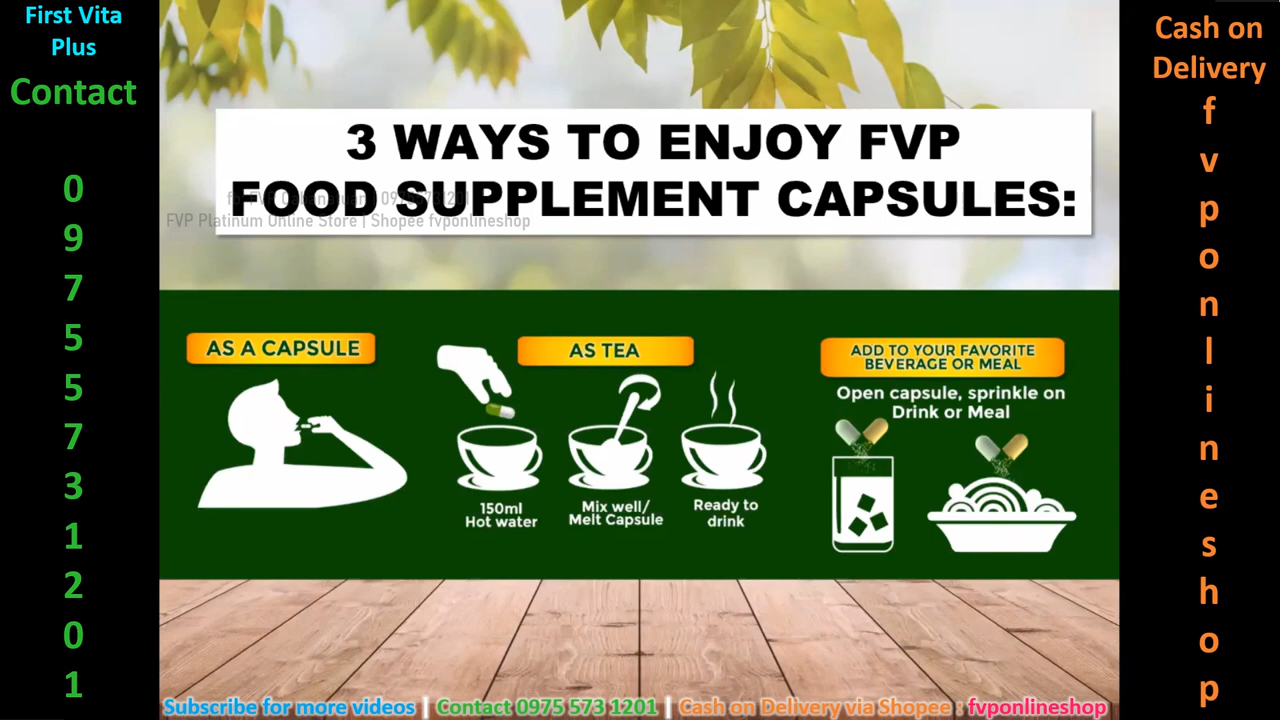 First Vita
Plus
Contact
0
9
7
5
5
7
3
1
2
0
1
3 WAYS TO ENJOY FVP
FOOD SUPPLEMENT CAPSULES:
FVP Platinum Online Store | Shopee fvponlineshop
AS A CAPSULE
AS TEA
150ml
Hot water
Mix well/
Melt Capsule
Ready to
drink
ADD TO YOUR FAVORITE
BEVERAGE OR MEAL
Open capsule, sprinkle on
Drink or Meal
Cash on
Delivery
f
v
p
o
n
l
i
n
e
s
h
o
p
Subscribe for more videos | Contact 0975 573 1201 | Cash on Delivery via Shopee : fvponlineshop